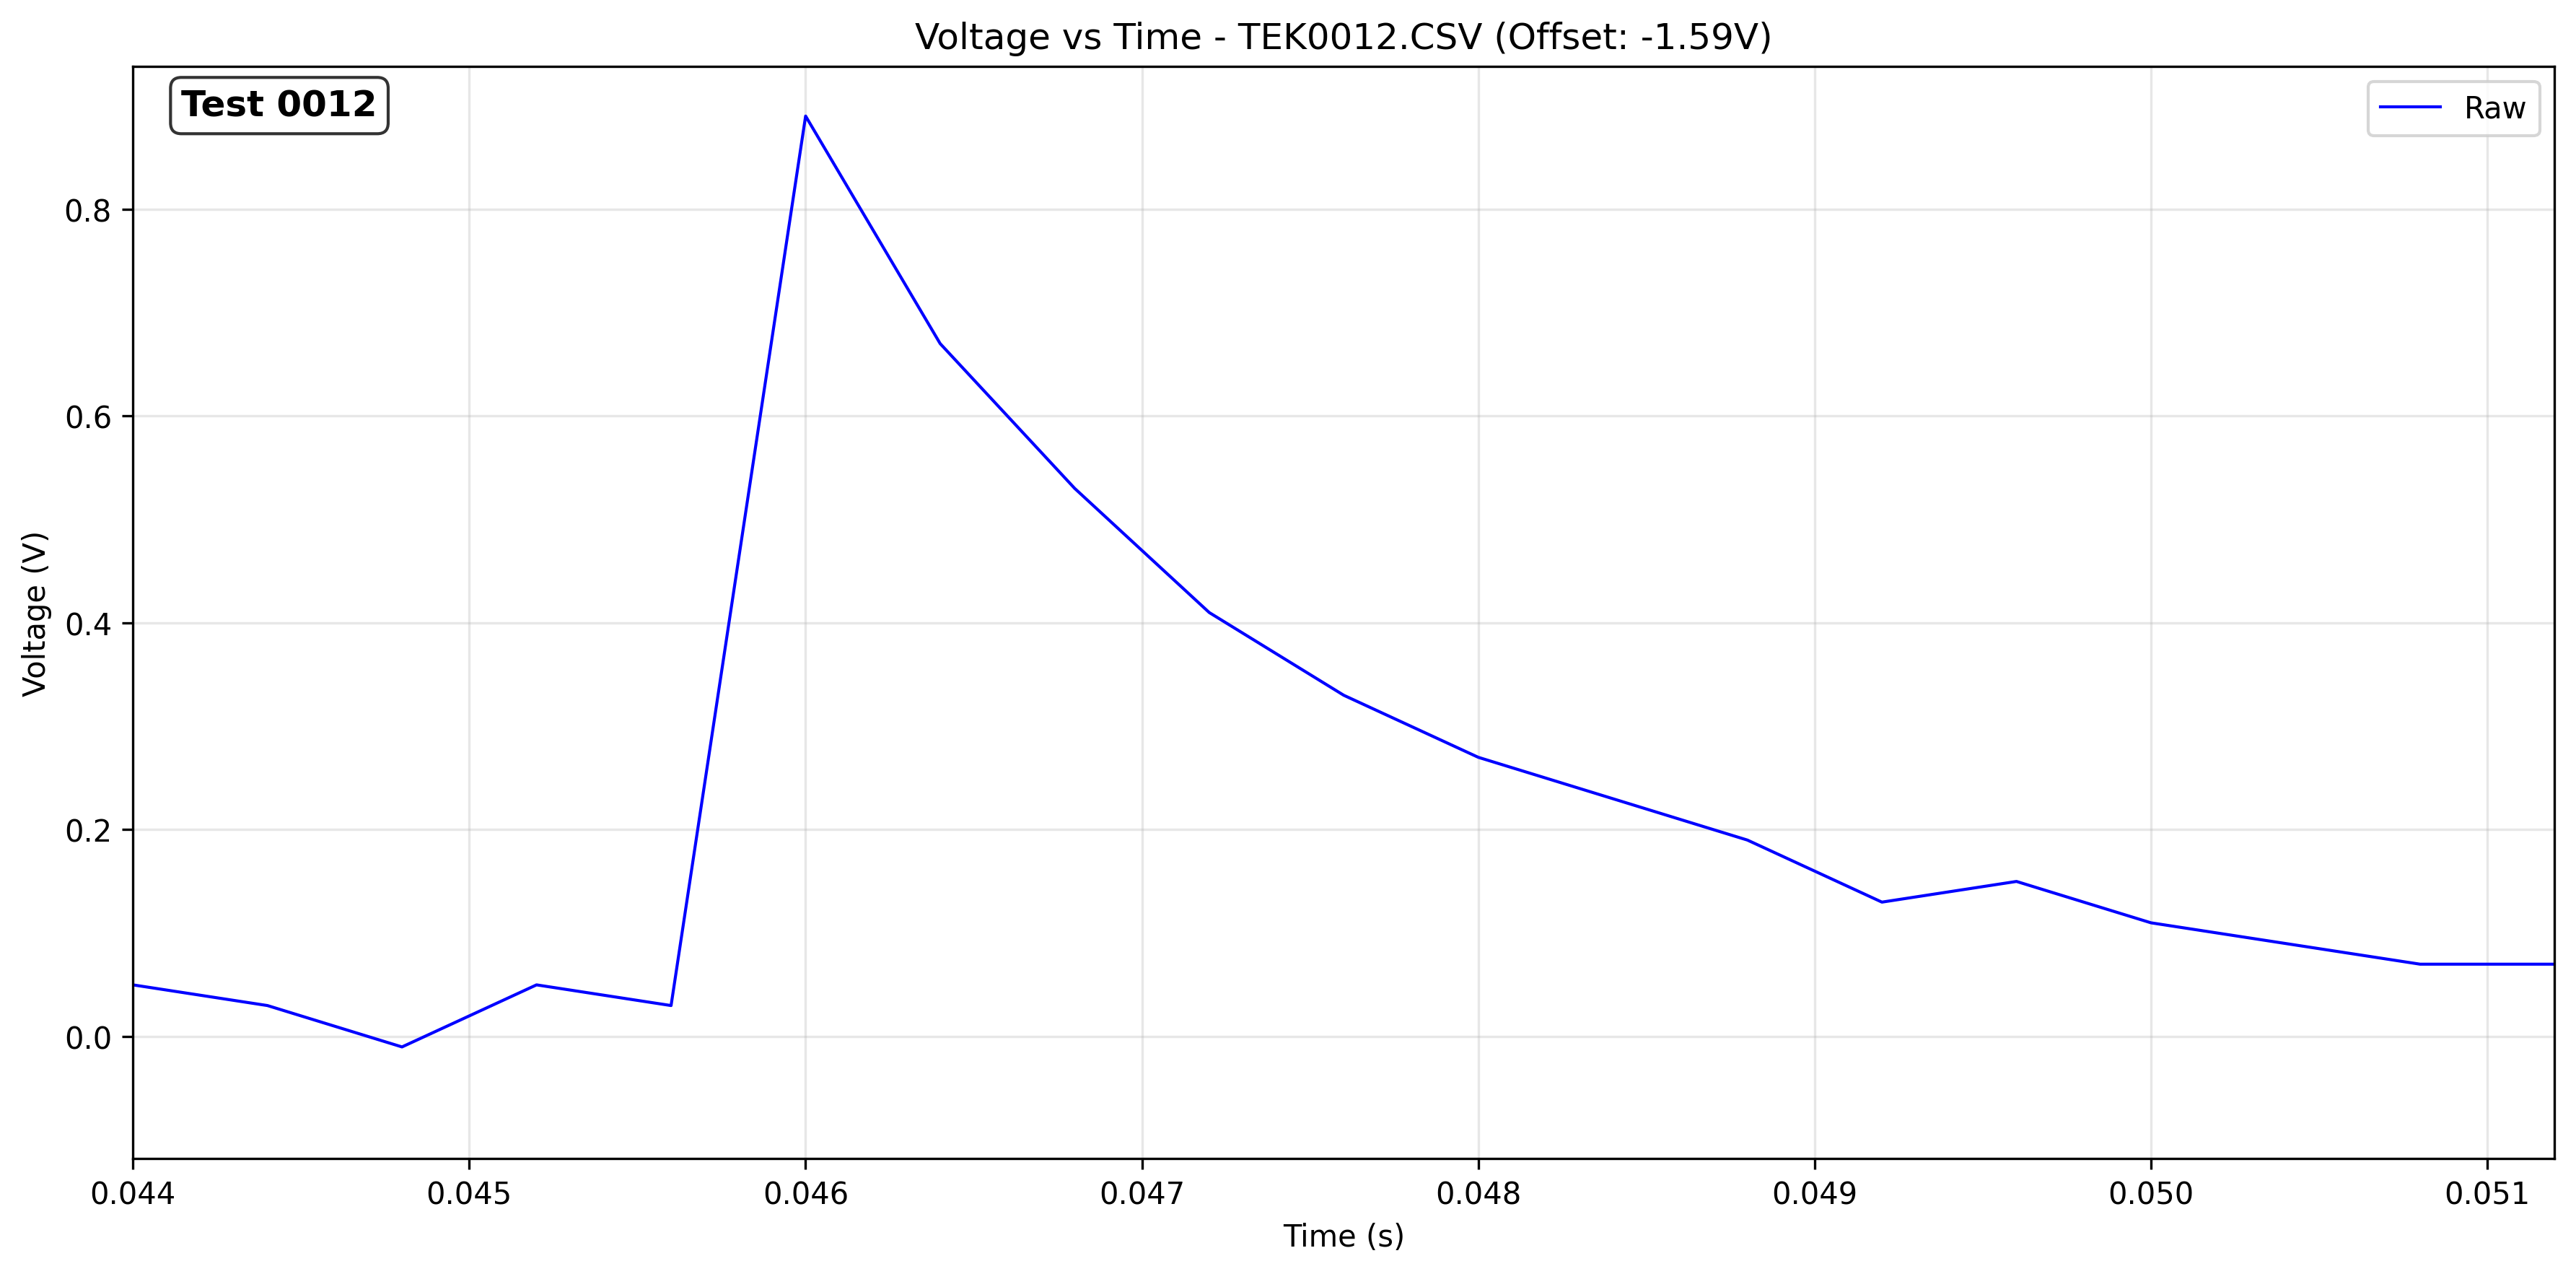 Voltage vs Time - TEK0012.CSV (Offset: -1.59V)
Test 0012
Raw
Voltage (V)
0.8
0.6
0.4
0.2
0.0
0.044 0.045 0.046 0.047 0.048 0.049 0.050 0.051
Time (s)